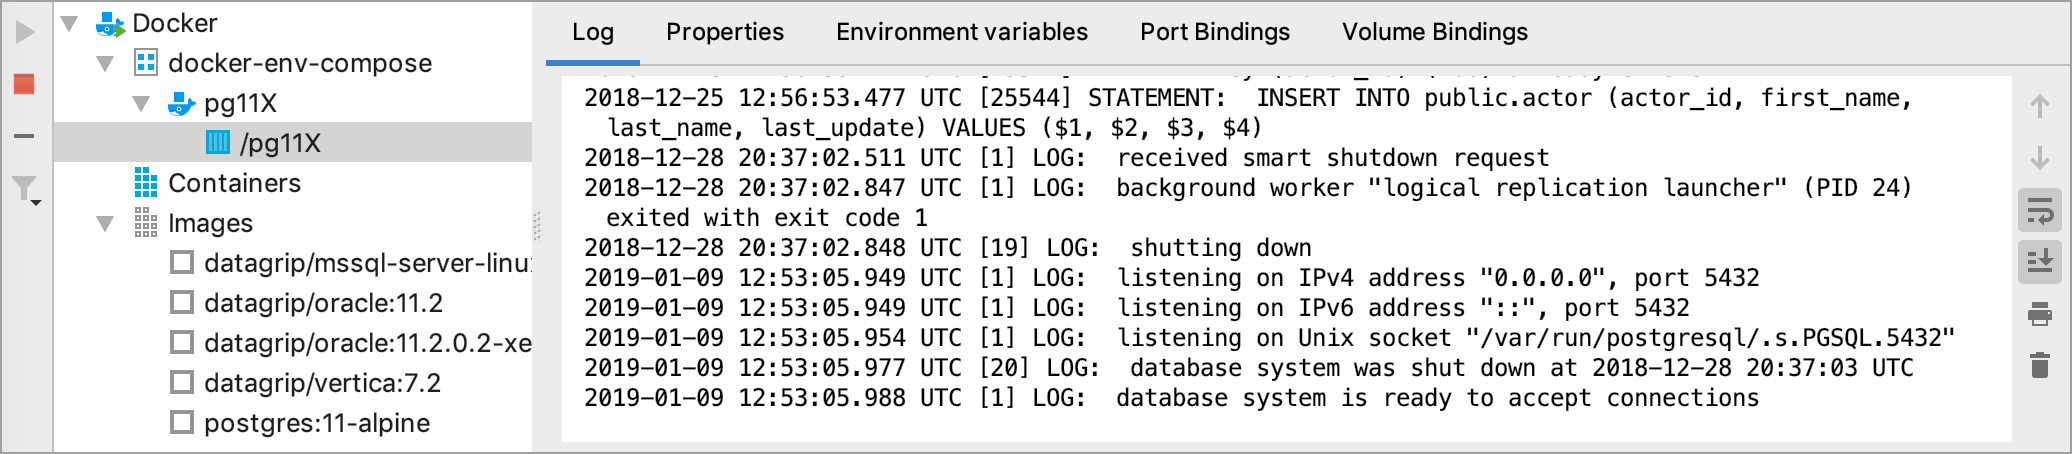 Docker
docker-env-compose
pg11X
/pg11X
Containers
Images
datagrip/mssql-server-linu
datagrip/oracle:11.2
datagrip/oracle:11.2.0.2-xe
datagrip/vertica:7.2
postgres:11-alpine
Log Properties Environment variables Port Bindings Volume Bindings
2018-12-25 12:56:53.477 UTC [25544] STATEMENT:  INSERT INTO public.actor (actor_id, first_name,
last_name, last_update) VALUES ($1, $2, $3, $4)
2018-12-28 20:37:02.511 UTC [1] LOG:  received smart shutdown request
2018-12-28 20:37:02.847 UTC [1] LOG:  background worker "logical replication launcher" (PID 24)
exited with exit code 1
2018-12-28 20:37:02.848 UTC [19] LOG:  shutting down
2019-01-09 12:53:05.949 UTC [1] LOG:  listening on IPv4 address "0.0.0.0", port 5432
2019-01-09 12:53:05.949 UTC [1] LOG:  listening on IPv6 address "::", port 5432
2019-01-09 12:53:05.954 UTC [1] LOG:  listening on Unix socket "/var/run/postgresql/.s.PGSQL.5432"
2019-01-09 12:53:05.977 UTC [20] LOG:  database system was shut down at 2018-12-28 20:37:03 UTC
2019-01-09 12:53:05.988 UTC [1] LOG:  database system is ready to accept connections